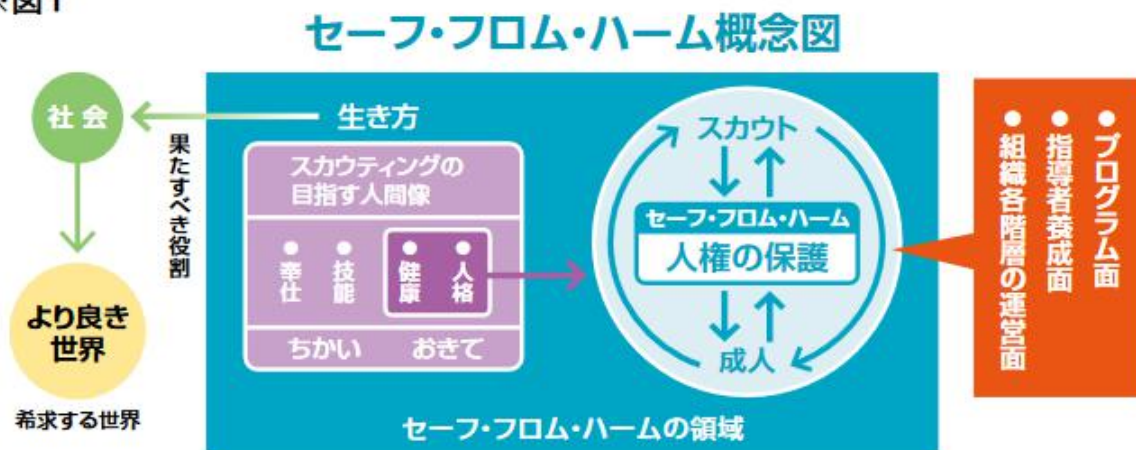 ※図1
セーフ・フロム・ハーム概念図
社会
果たすべき役割
より良き
世界
希求する世界
生き方
スカウティングの
目指す人間像
●奉仕
●技能
●健康
●人格
ちかい おきて
スカウト
セーフ・フロム・ハーム
人権の保護
成人
セーフ・フロム・ハームの領域
●プログラム面
●指導者養成面
●組織各階層の運営面